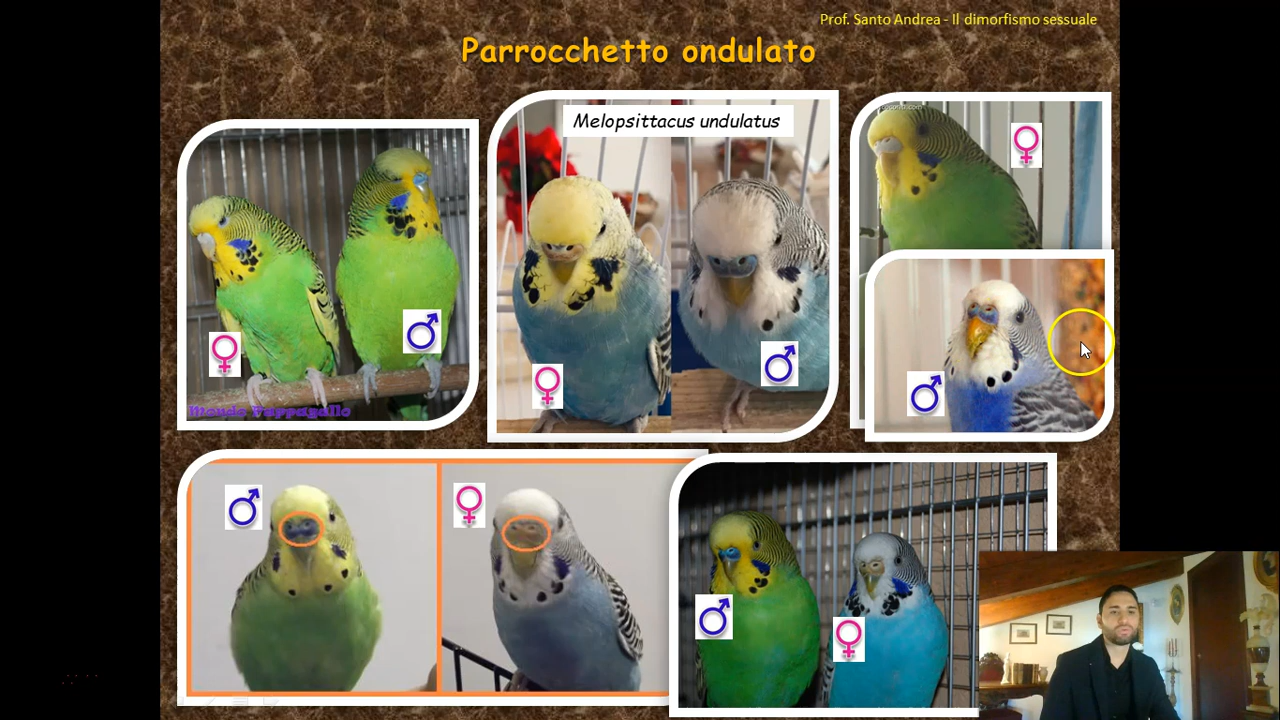 Prof. Santo Andrea - Il dimorfismo sessuale
Parrocchetto ondulato
Melopsittacus undulatus
Mondo Pappagallo